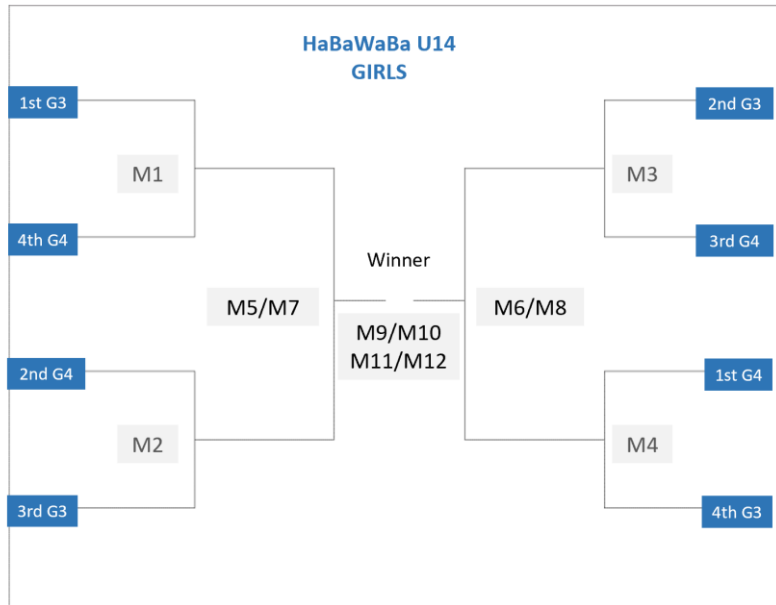 HaBaWaBa U14
GIRLS
1st G3
2nd G3
M1
M3
4th G4
3rd G4
Winner
M5/M7
M6/M8
M9/M10
M11/M12
2nd G4
1st G4
M2
M4
3rd G3
4th G3